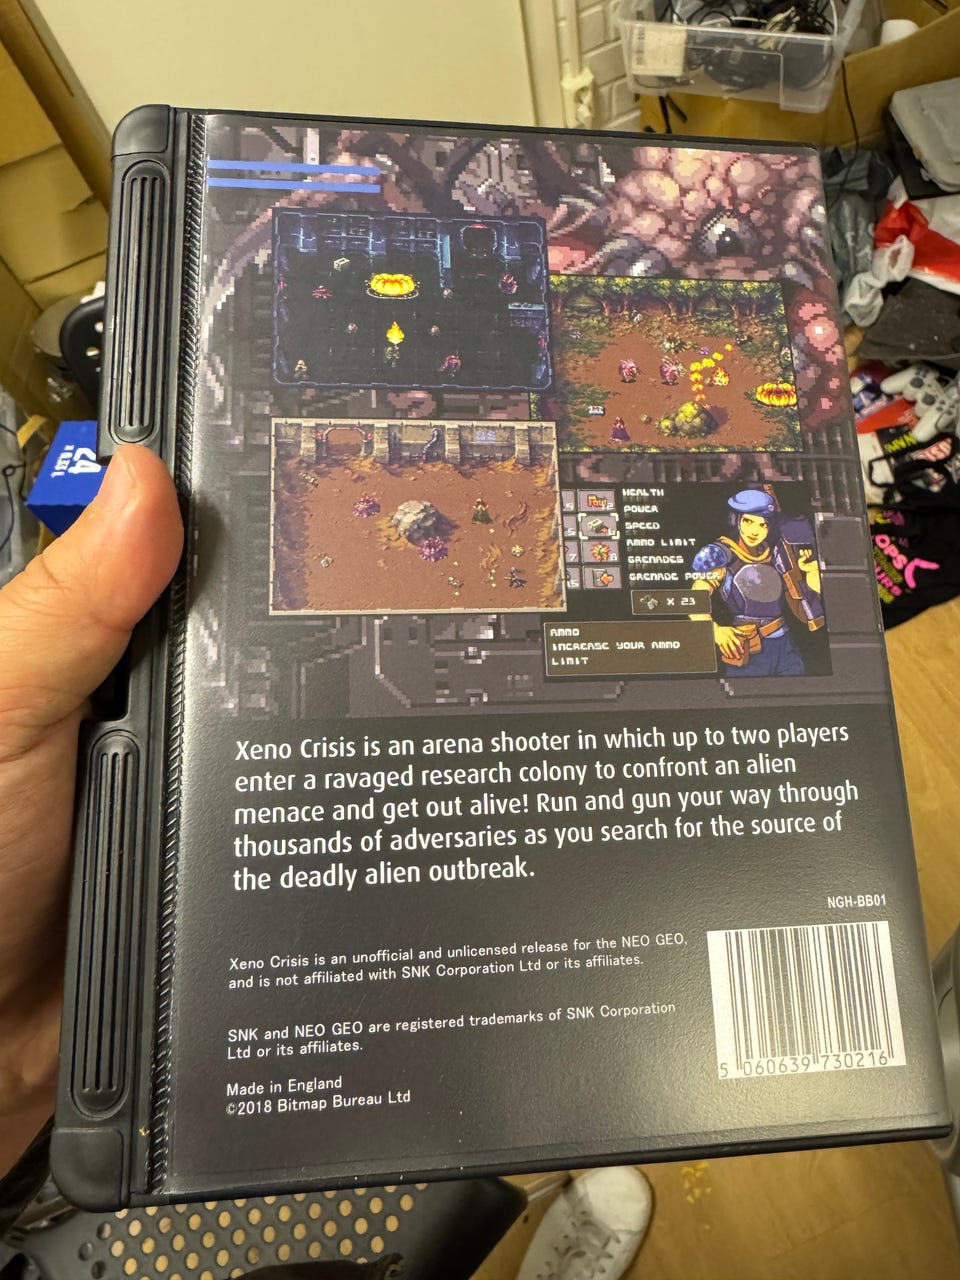 HEALTH
POWER
SPEED
AMMO LIMIT
GRENADES
GRENADE POWER
X 23
AMMO
INCREASE YOUR AMMO
LIMIT
Xeno Crisis is an arena shooter in which up to two players
enter a ravaged research colony to confront an alien
menace and get out alive! Run and gun your way through
thousands of adversaries as you search for the source of
the deadly alien outbreak.
NGH-BB01
Xeno Crisis is an unofficial and unlicensed release for the NEO GEO,
and is not affiliated with SNK Corporation Ltd or its affiliates.
SNK and NEO GEO are registered trademarks of SNK Corporation
Ltd or its affiliates.
Made in England
©2018 Bitmap Bureau Ltd
5 060639 730216